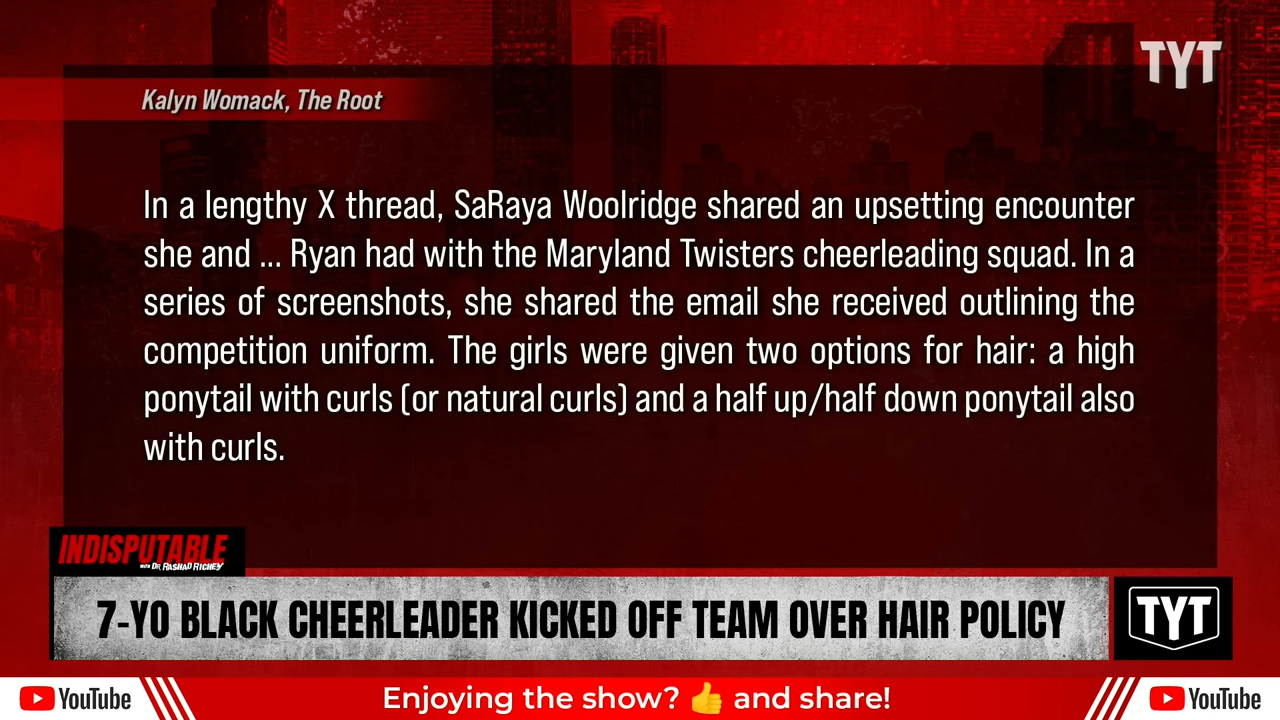 TYT
Kalyn Womack, The Root
In a lengthy X thread, SaRaya Woolridge shared an upsetting encounter
she and ... Ryan had with the Maryland Twisters cheerleading squad. In a
series of screenshots, she shared the email she received outlining the
competition uniform. The girls were given two options for hair: a high
ponytail with curls (or natural curls) and a half up/half down ponytail also
with curls.
INDISPUTABLE
WITH DR. RASHAD RICHEY
7-YO BLACK CHEERLEADER KICKED OFF TEAM OVER HAIR POLICY
TYT
YouTube
Enjoying the show? 👍 and share!
YouTube